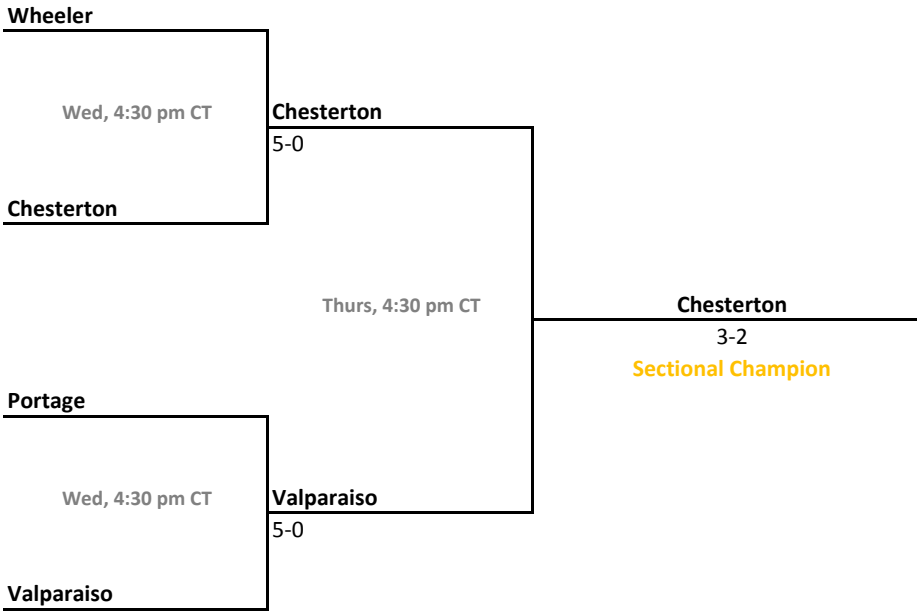 Wheeler
Wed, 4:30 pm CT
Chesterton
5-0
Chesterton
Thurs, 4:30 pm CT
Chesterton
3-2
Sectional Champion
Portage
Wed, 4:30 pm CT
Valparaiso
5-0
Valparaiso